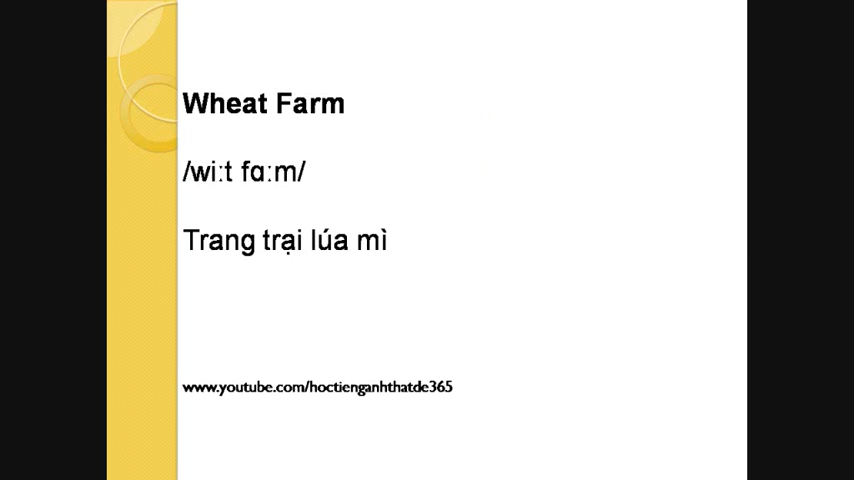 Wheat Farm
/wiːt fɑːm/
Trang trại lúa mì
www.youtube.com/hoctienganhthatde365